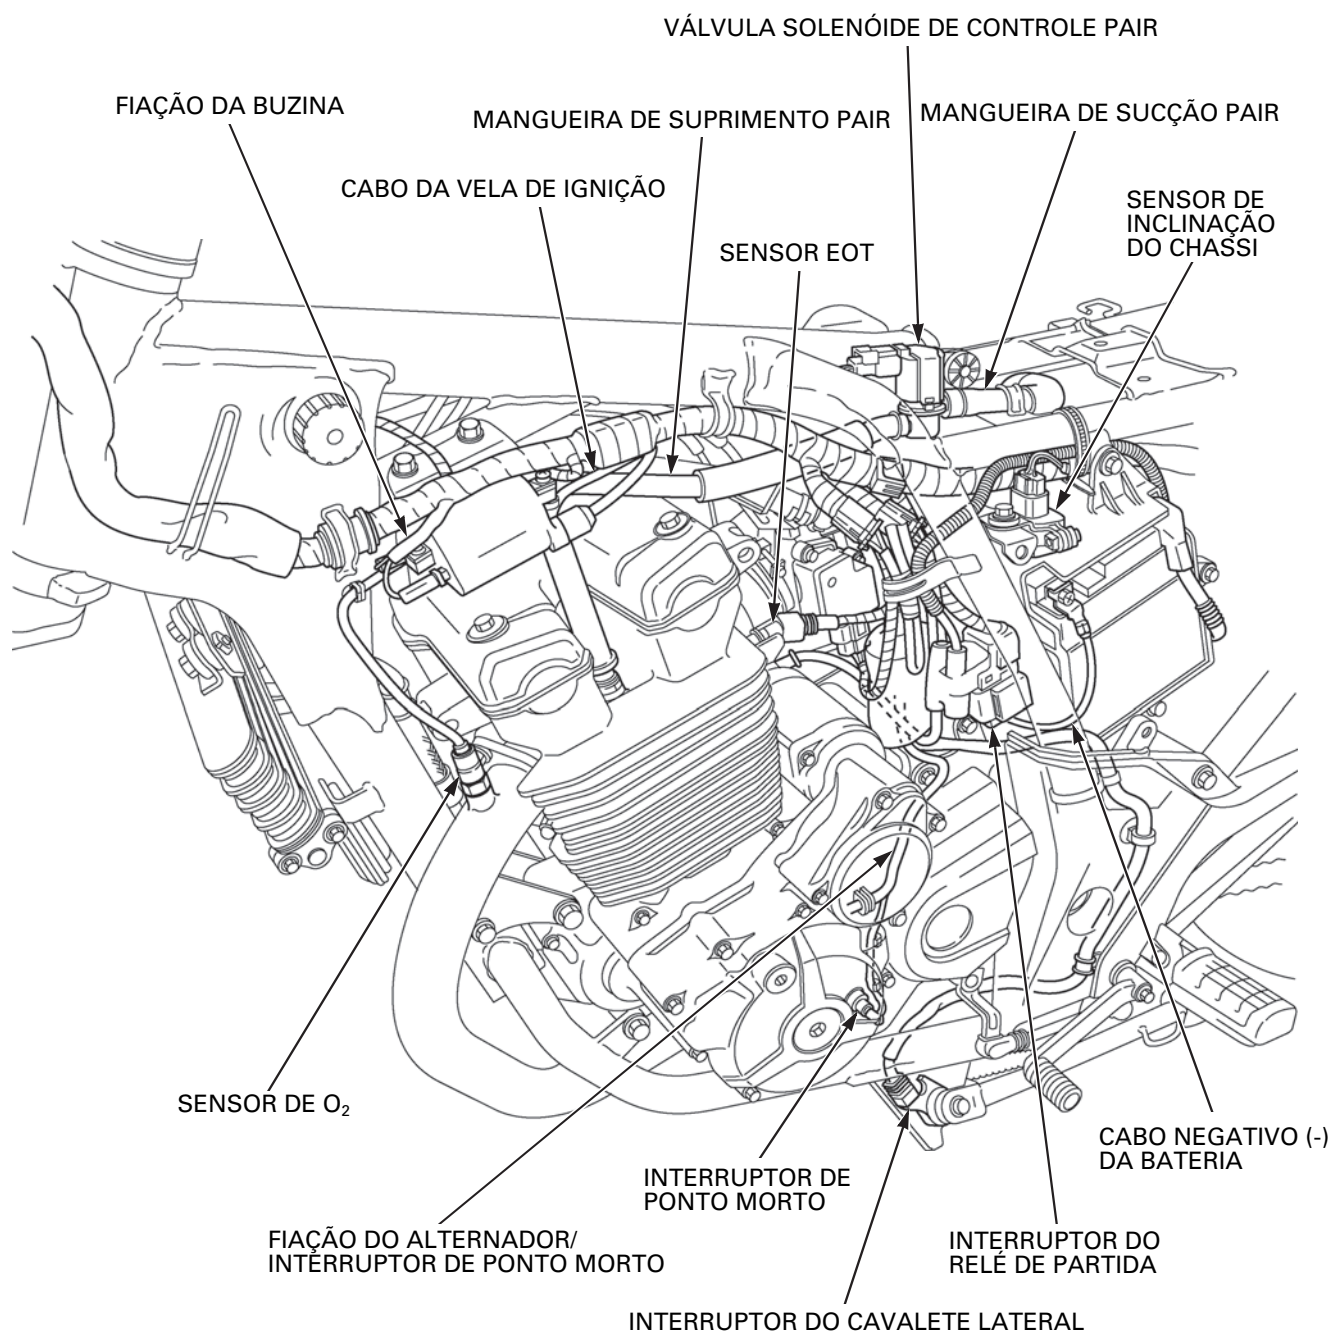 VÁLVULA SOLENÓIDE DE CONTROLE PAIR
FIAÇÃO DA BUZINA
MANGUEIRA DE SUPRIMENTO PAIR
MANGUEIRA DE SUCÇÃO PAIR
CABO DA VELA DE IGNIÇÃO
SENSOR DE
INCLINAÇÃO
DO CHASSI
SENSOR EOT
SENSOR DE O₂
CABO NEGATIVO (-)
DA BATERIA
INTERRUPTOR DE
PONTO MORTO
FIAÇÃO DO ALTERNADOR/
INTERRUPTOR DE PONTO MORTO
INTERRUPTOR DO
RELÉ DE PARTIDA
INTERRUPTOR DO CAVALETE LATERAL